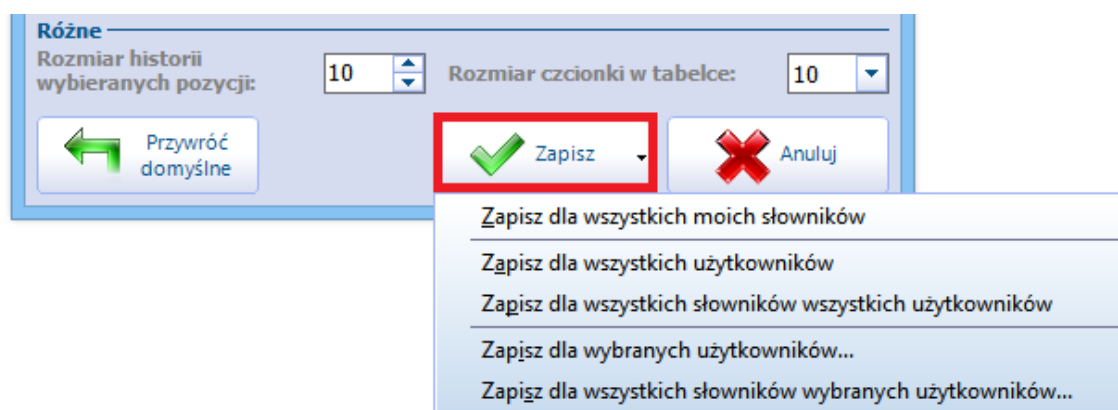 Różne
Rozmiar historii
wybieranych pozycji:
10
Rozmiar czcionki w tabelce:
10
Przywróć
domyślne
Zapisz
Anuluj
Zapisz dla wszystkich moich słowników
Zapisz dla wszystkich użytkowników
Zapisz dla wszystkich słowników wszystkich użytkowników
Zapisz dla wybranych użytkowników...
Zapisz dla wszystkich słowników wybranych użytkowników...